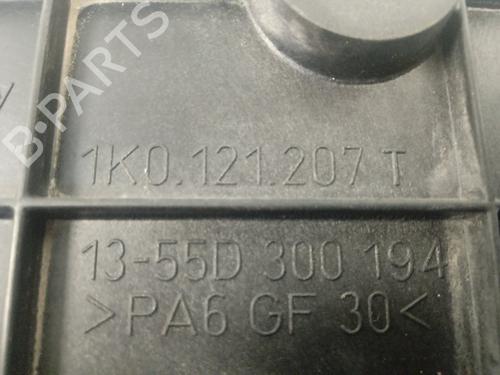 B-PARTS
1K0.121.207 T
13-55D 300 194
>PA6 GF 30<